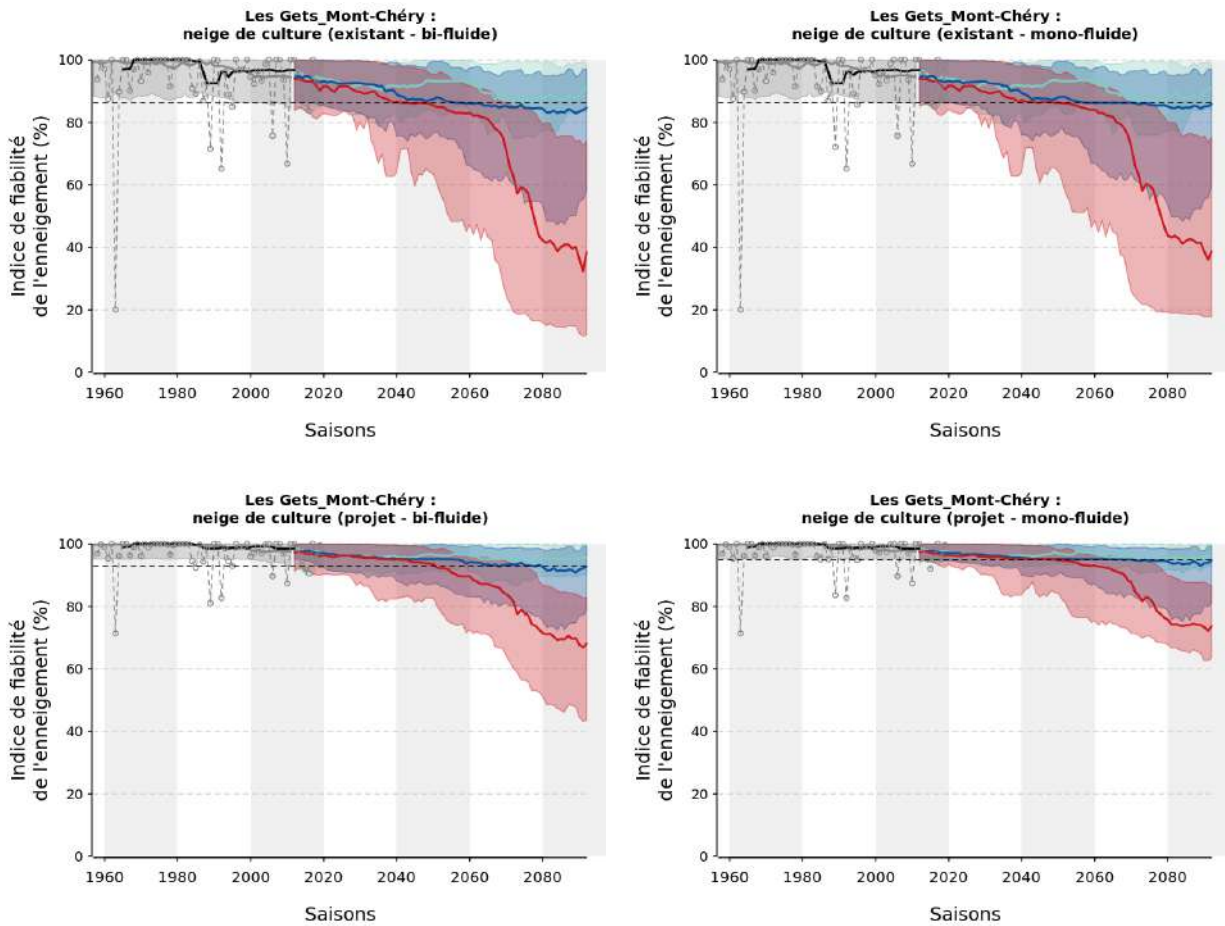 Les Gets_Mont-Chéry :
neige de culture (existant - bi-fluide)
Indice de fiabilité
de l'enneigement (%)
100
80
60
40
20
0
1960 1980 2000 2020 2040 2060 2080
Saisons
Les Gets_Mont-Chéry :
neige de culture (existant - mono-fluide)
Indice de fiabilité
de l'enneigement (%)
100
80
60
40
20
0
1960 1980 2000 2020 2040 2060 2080
Saisons
Les Gets_Mont-Chéry :
neige de culture (projet - bi-fluide)
Indice de fiabilité
de l'enneigement (%)
100
80
60
40
20
0
1960 1980 2000 2020 2040 2060 2080
Saisons
Les Gets_Mont-Chéry :
neige de culture (projet - mono-fluide)
Indice de fiabilité
de l'enneigement (%)
100
80
60
40
20
0
1960 1980 2000 2020 2040 2060 2080
Saisons